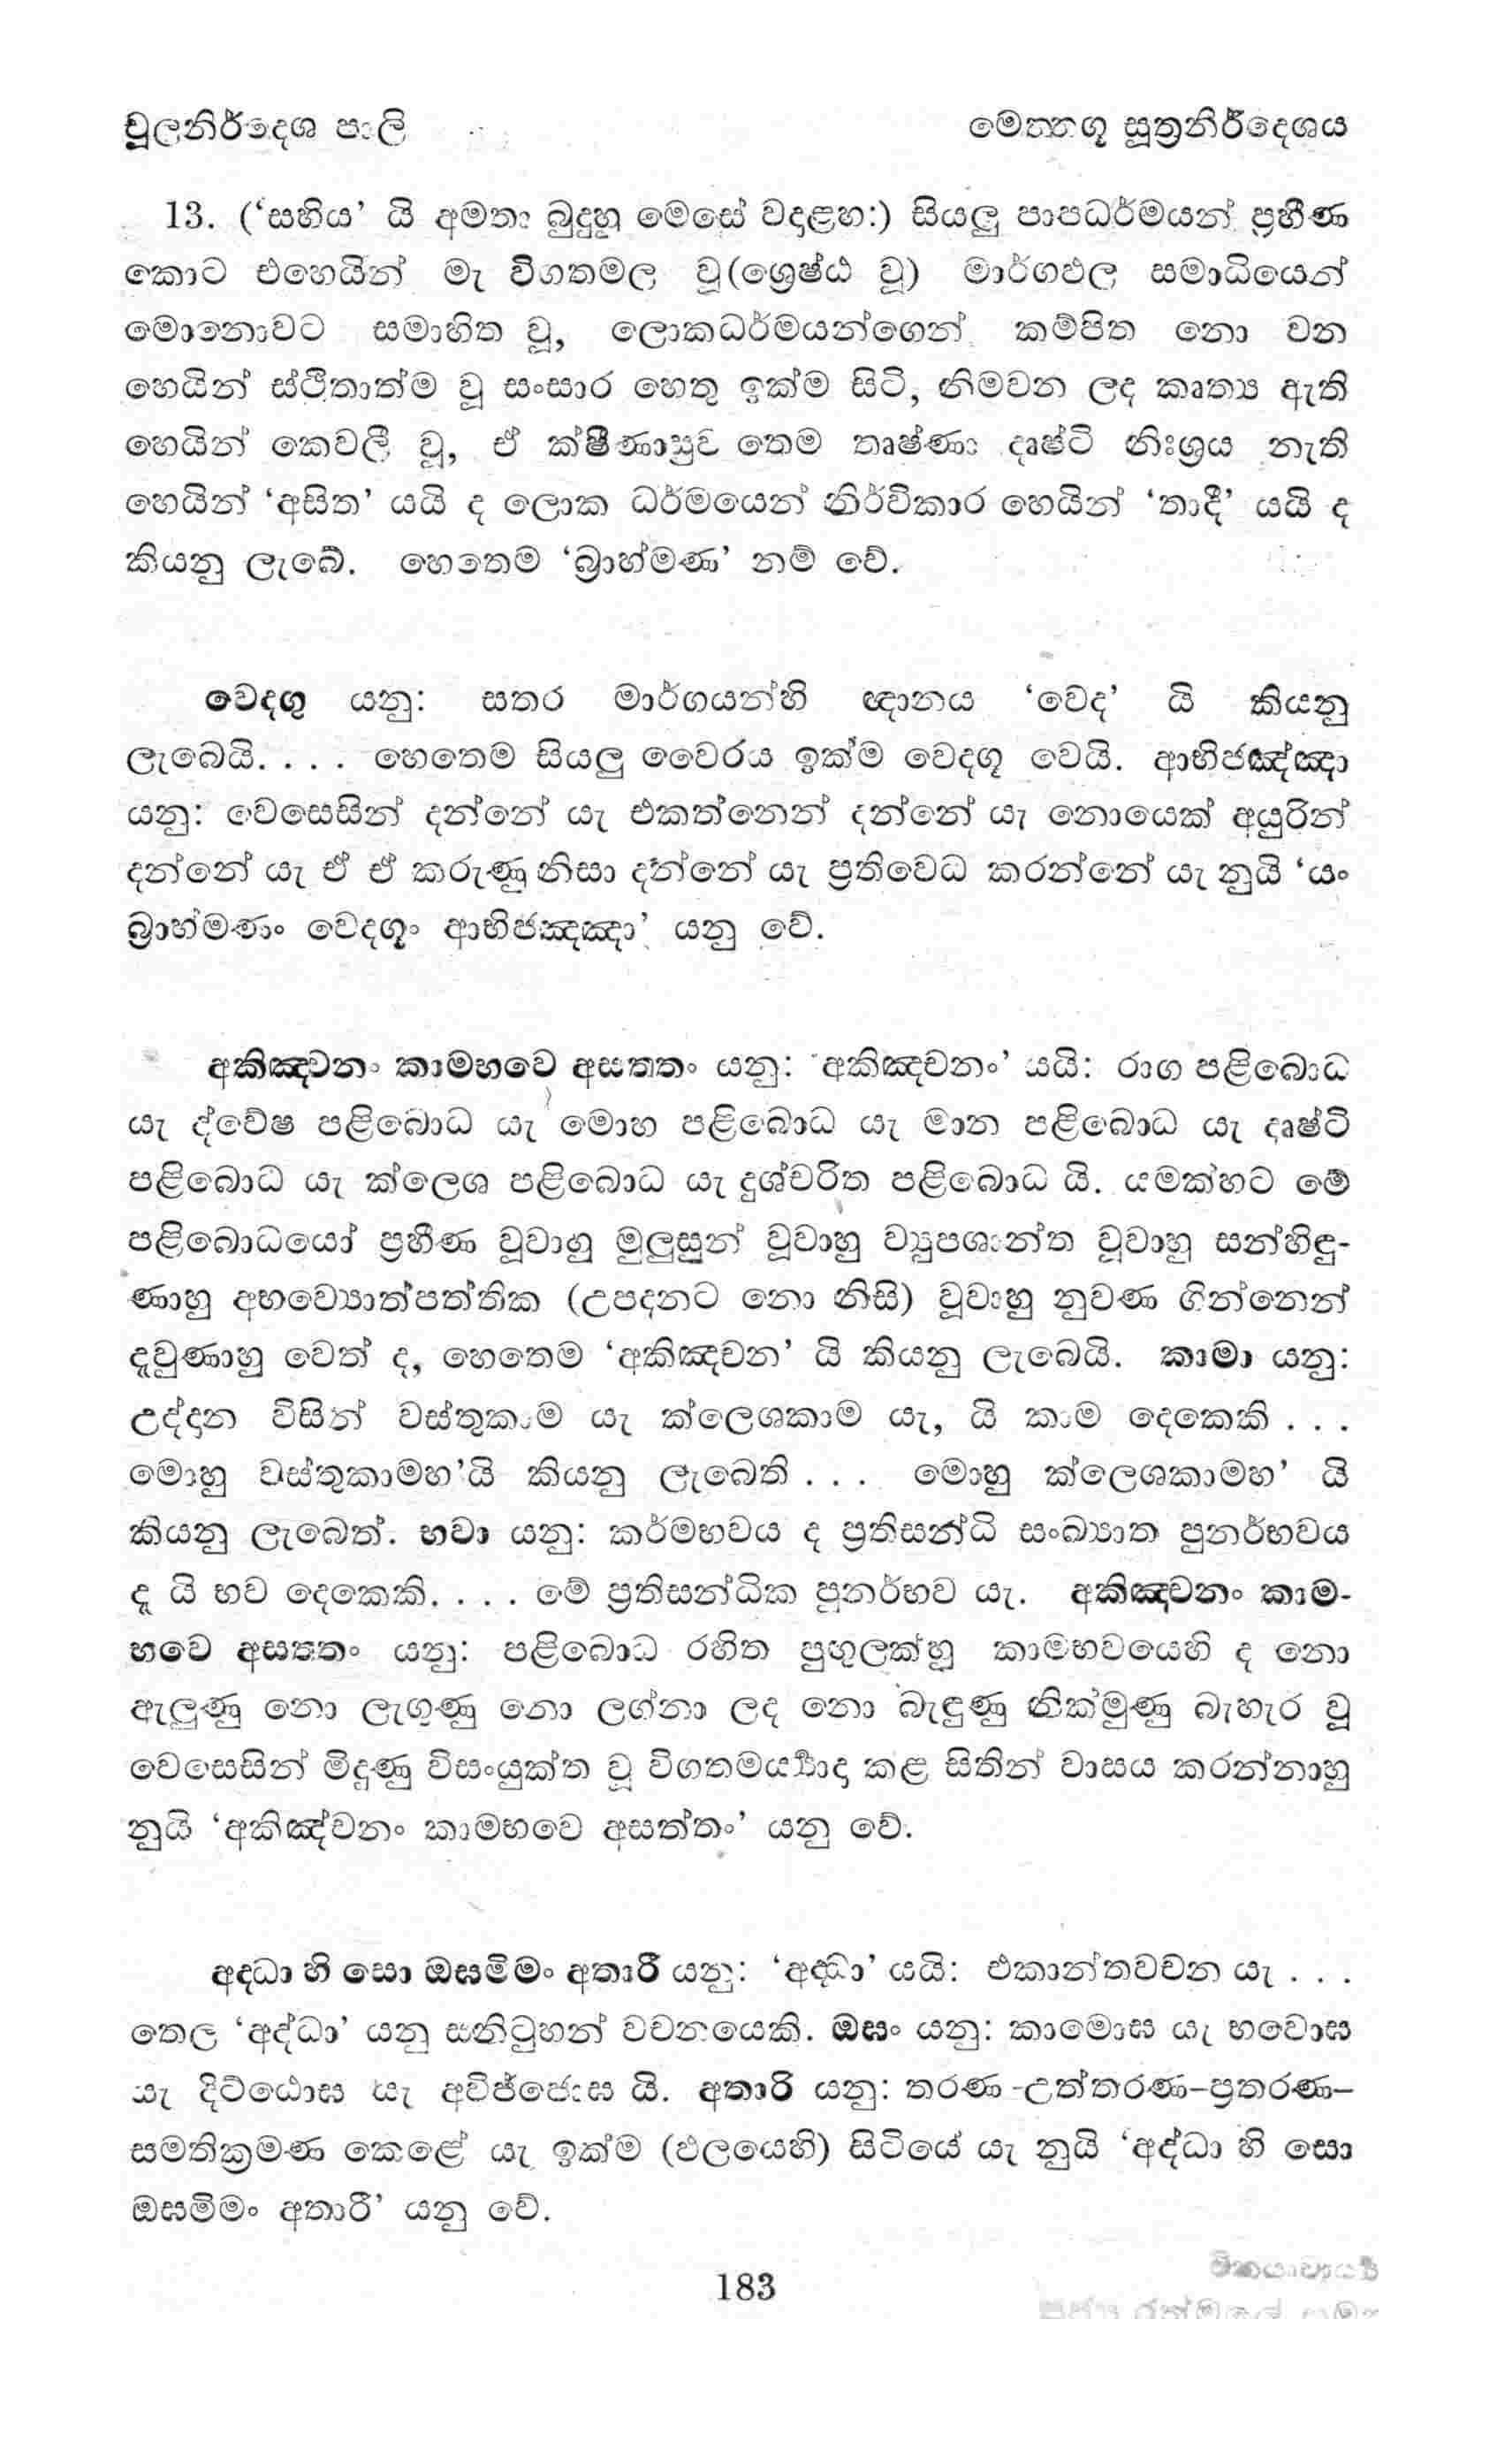 චූලනිර්දෙශ පාලි
මෙත්තගූ සූත්‍රනිර්දෙශය
13. (‘සභිය’ යි අමතා බුදුහු මෙසේ වදාළහ:) සියලු පාපධර්මයන් ප්‍රහීණ
කොට එහෙයින් මැ විගතමල වූ (ශ්‍රෙෂ්ඨ වූ) මාර්ගඵල සමාධියෙන්
මොනොවට සමාහිත වූ, ලොකධර්මයන්ගෙන් කම්පිත නො වන
හෙයින් ස්ථිතාත්ම වූ සංසාර හෙතු ඉක්ම සිටි, නිමවන ලද කෘත්‍ය ඇති
හෙයින් කෙවලී වූ, ඒ ක්ෂීණාස්‍රව තෙම තෘෂ්ණා දෘෂ්ටි නිඃශ්‍රය නැති
හෙයින් ‘අසිත’ යයි ද ලොක ධර්මයෙන් නිර්විකාර හෙයින් ‘තාදී’ යයි ද
කියනු ලැබේ. හෙතෙම ‘බ්‍රාහ්මණ’ නම් වේ.
වෙදගු යනු: සතර මාර්ගයන්හි ඥානය ‘වේද’ යි කියනු
ලැබෙයි. . . . හෙතෙම සියලු වෛරය ඉක්ම වෙදගූ වෙයි. ආභිජඤ්ඤා
යනු: වෙසෙසින් දන්නේ යැ එකත්නෙන් දන්නේ යැ නොයෙක් අයුරින්
දන්නේ යැ ඒ ඒ කරුණු නිසා දන්නේ යැ ප්‍රතිවෙධ කරන්නේ යැ නුයි ‘යං
බ්‍රාහ්මණං වෙදගූං ආභිජඤ්ඤා’ යනු වේ.
අකිඤ්චනං කාමභවෙ අසත්තං යනු: ‘අකිඤ්චනං’ යයි: රාග පළිබොධ
යැ ද්වේෂ පළිබොධ යැ මොහ පළිබොධ යැ මාන පළිබොධ යැ දෘෂ්ටි
පළිබොධ යැ ක්ලෙශ පළිබොධ යැ දුශ්චරිත පළිබොධ යි. යමක්හට මේ
පළිබොධයෝ ප්‍රහීණ වූවාහු මුලුසුන් වූවාහු ව්‍යුපශාන්ත වූවාහු සන්හිඳු-
ණාහු අභව්‍යොත්පත්තික (උපදනට නො නිසි) වූවාහු නුවණ ගින්නෙන්
දැවුණාහු වෙත් ද, හෙතෙම ‘අකිඤ්චන’ යි කියනු ලැබෙයි. කාමා යනු:
උද්දාන විසින් වස්තුකාම යැ ක්ලෙශකාම යැ, යි කාම දෙකෙකි . . .
මොහු වස්තුකාමහ’යි කියනු ලැබෙති . . . මොහු ක්ලෙශකාමහ’ යි
කියනු ලැබෙත්. භවා යනු: කර්මභවය ද ප්‍රතිසන්ධි සංඛ්‍යාත පුනර්භවය
ද යි භව දෙකෙකි. . . . මේ ප්‍රතිසන්ධික පුනර්භව යැ. අකිඤ්චනං කාම-
භවෙ අසත්තං යනු: පළිබොධ රහිත පුඟුලක්හු කාමභවයෙහි ද නො
ඇලුණු නො ලැගුණු නො ලග්නා ලද නො බැඳුණු නික්මුණු බැහැර වූ
වෙසෙසින් මිදුණු විසංයුක්ත වූ විගතමර්‍ය්‍යාද කළ සිතින් වාසය කරන්නාහු
නුයි ‘අකිඤ්චනං කාමභවෙ අසත්තං’ යනු වේ.
අද්ධා හි සො ඔඝමිමං අතාරී යනු: ‘අද්ධා’ යයි: එකාන්තවචන යැ . . .
තෙල ‘අද්ධා’ යනු සනිටුහන් වචනයෙකි. ඔඝං යනු: කාමොඝ යැ භවොඝ
යැ දිට්ඨොඝ යැ අවිජ්ජොඝ යි. අතාරි යනු: තරණ-උත්තරණ–ප්‍රතරණ–
සමතික්‍රමණ කෙළේ යැ ඉක්ම (ඵලයෙහි) සිටියේ යැ නුයි ‘අද්ධා හි සො
ඔඝමිමං අතාරී’ යනු වේ.
183